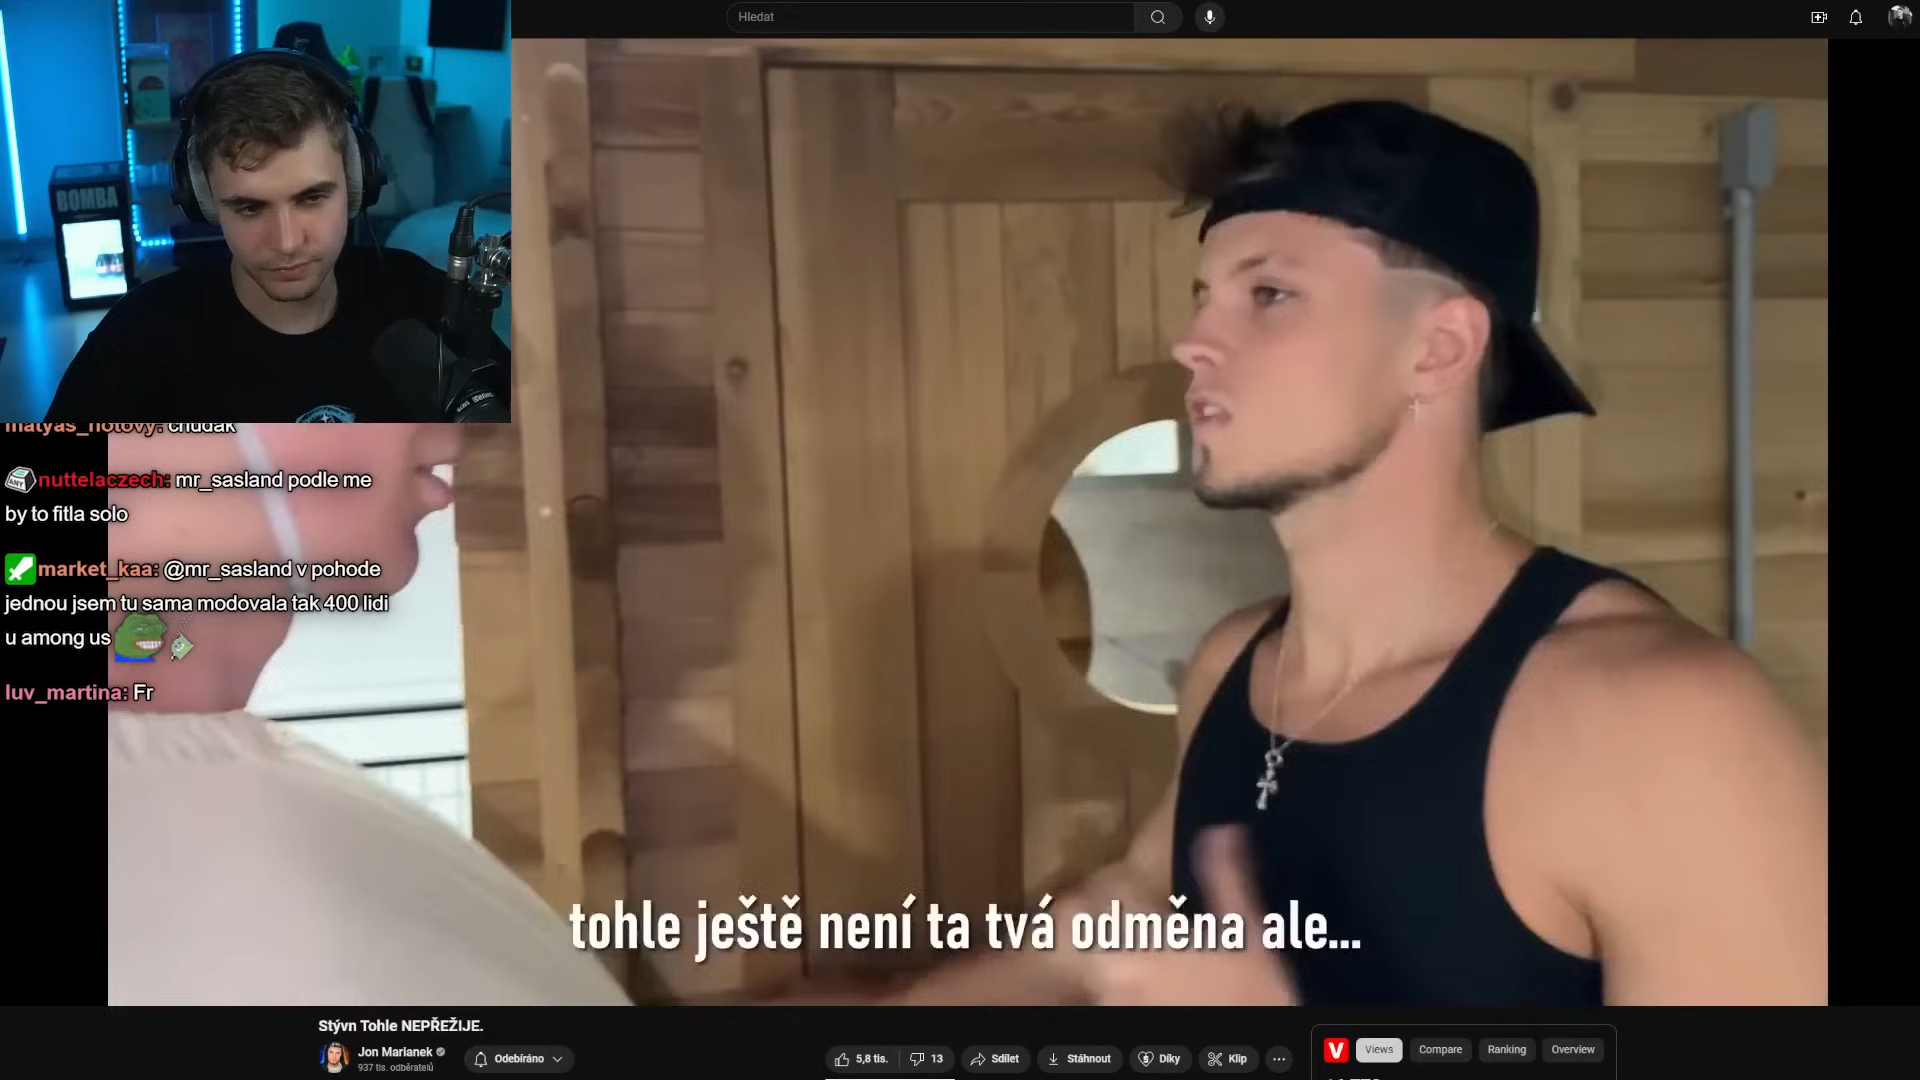 Hledat
BOMBA
matyas_hotovy: chudak
nuttelaczech: mr_sasland podle me
by to fitla solo
market_kaa: @mr_sasland v pohode
jednou jsem tu sama modovala tak 400 lidi
u among us
luv_martina: Fr
tohle ještě není ta tvá odměna ale...
Stývn Tohle NEPŘEŽIJE.
Jon Marianek
937 tis. odběratelů
Odebíráno
5,8 tis.
13
Sdílet
Stáhnout
Díky
Klip
Views
Compare
Ranking
Overview